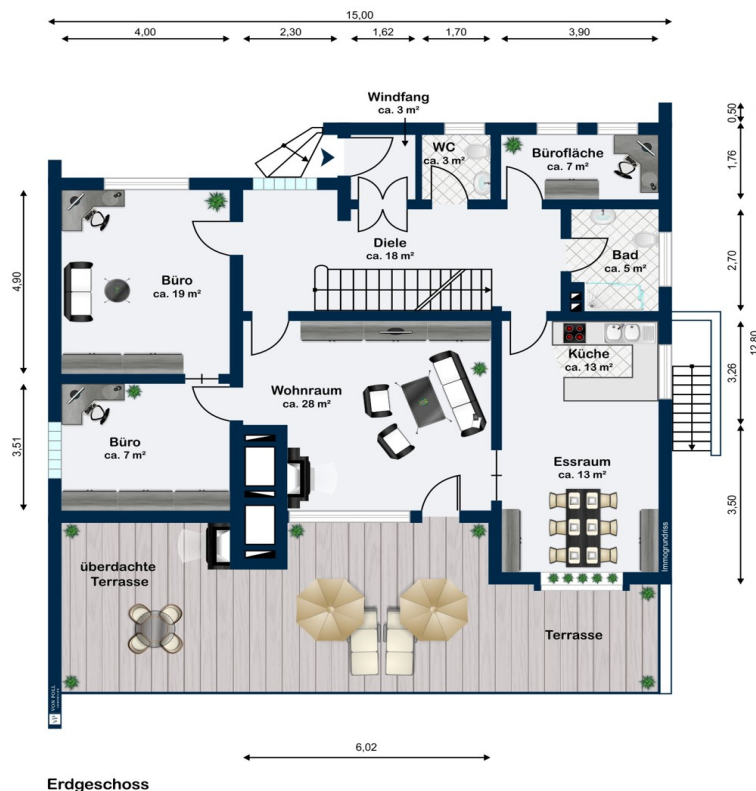 15,00
4,00
2,30
1,62
1,70
3,90
0,50
1,76
2,70
12,80
3,26
3,50
4,90
3,51
Windfang
ca. 3 m²
WC
ca. 3 m²
Bürofläche
ca. 7 m²
Diele
ca. 18 m²
Bad
ca. 5 m²
Büro
ca. 19 m²
Küche
ca. 13 m²
Wohnraum
ca. 28 m²
Büro
ca. 7 m²
Essraum
ca. 13 m²
Immogrundriss
überdachte
Terrasse
Terrasse
VP
VON POLL
6,02
Erdgeschoss